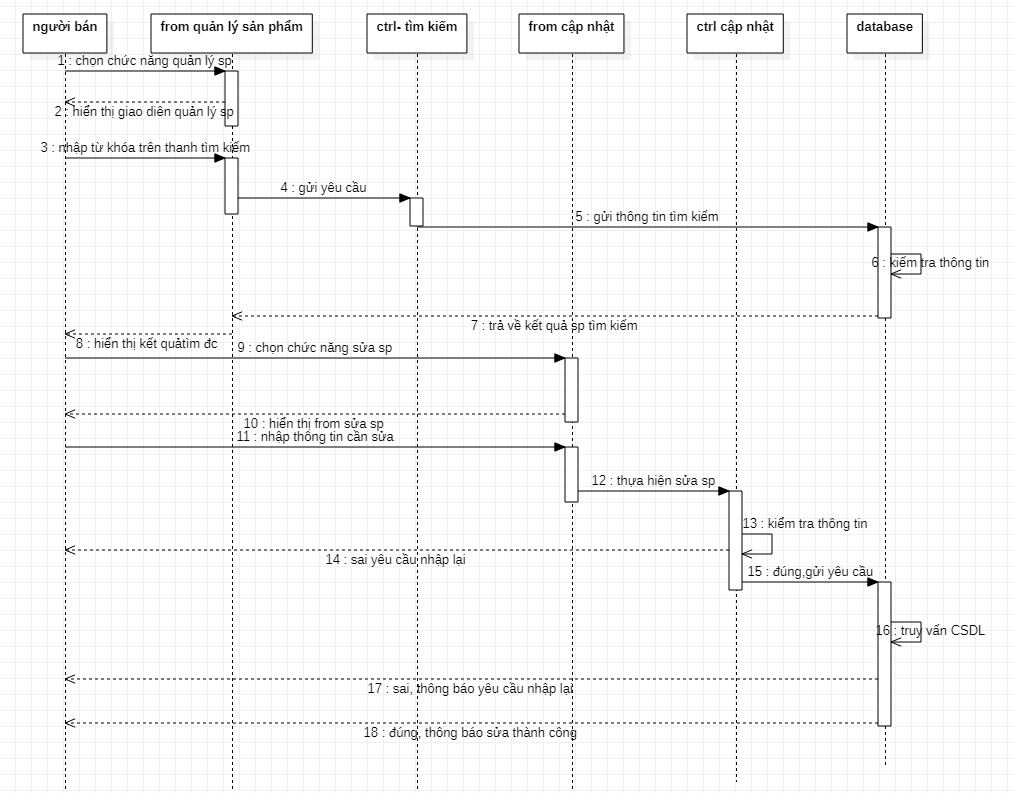 người bán
from quản lý sản phẩm
ctrl- tìm kiếm
from cập nhật
ctrl cập nhật
database
1 : chọn chức năng quản lý sp
2 : hiển thị giao diên quản lý sp
3 : nhập từ khóa trên thanh tìm kiếm
4 : gửi yêu cầu
5 : gửi thông tin tìm kiếm
6 : kiếm tra thông tin
7 : trả về kết quả sp tìm kiếm
8 : hiển thị kết quảtìm đc
9 : chọn chức năng sửa sp
10 : hiển thị from sửa sp
11 : nhập thông tin cần sửa
12 : thựa hiện sửa sp
13 : kiểm tra thông tin
14 : sai yêu cầu nhập lại
15 : đúng,gửi yêu cầu
16 : truy vấn CSDL
17 : sai, thông báo yêu cầu nhập lại
18 : đúng, thông báo sửa thành công